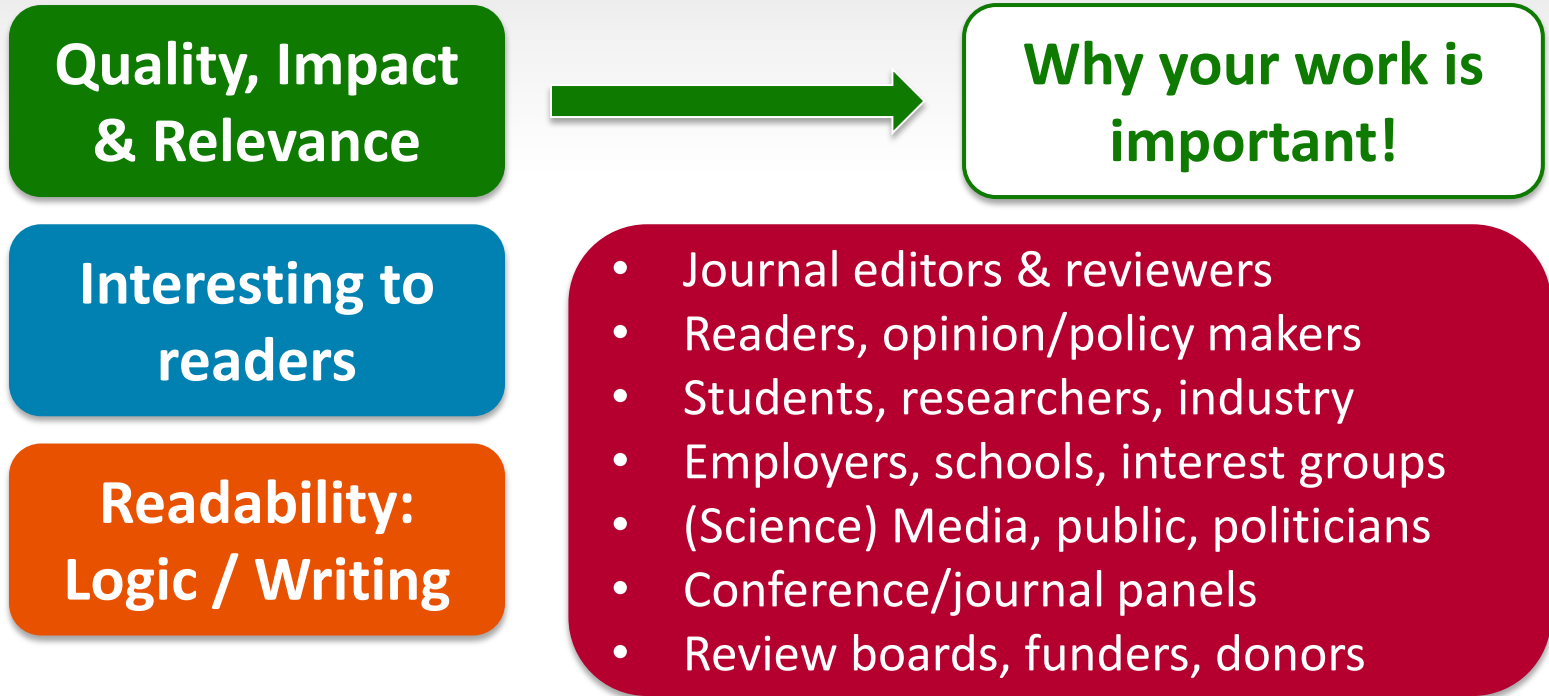 Quality, Impact
& Relevance
Why your work is
important!
Interesting to
readers
Readability:
Logic / Writing
• Journal editors & reviewers
• Readers, opinion/policy makers
• Students, researchers, industry
• Employers, schools, interest groups
• (Science) Media, public, politicians
• Conference/journal panels
• Review boards, funders, donors